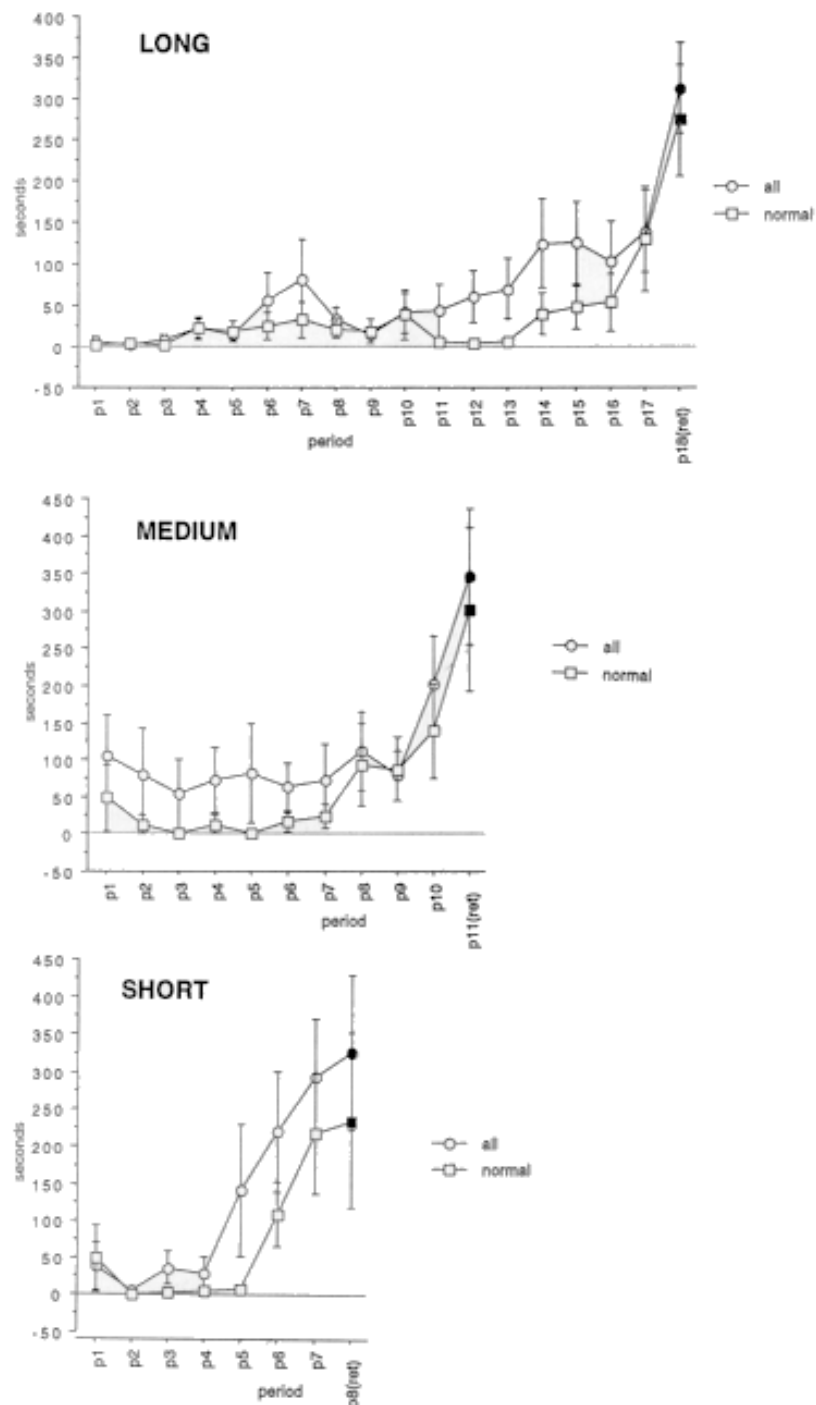 LONG
400
350
300
250
200
150
100
50
0
-50
seconds
p1 p2 p3 p4 p5 p6 p7 p8 p9 p10 p11 p12 p13 p14 p15 p16 p17 p18(ret)
period
all
normal
MEDIUM
450
400
350
300
250
200
150
100
50
0
-50
seconds
p1 p2 p3 p4 p5 p6 p7 p8 p9 p10 p11(ret)
period
all
normal
SHORT
450
400
350
300
250
200
150
100
50
0
-50
seconds
p1 p2 p3 p4 p5 p6 p7 p8(ret)
period
all
normal